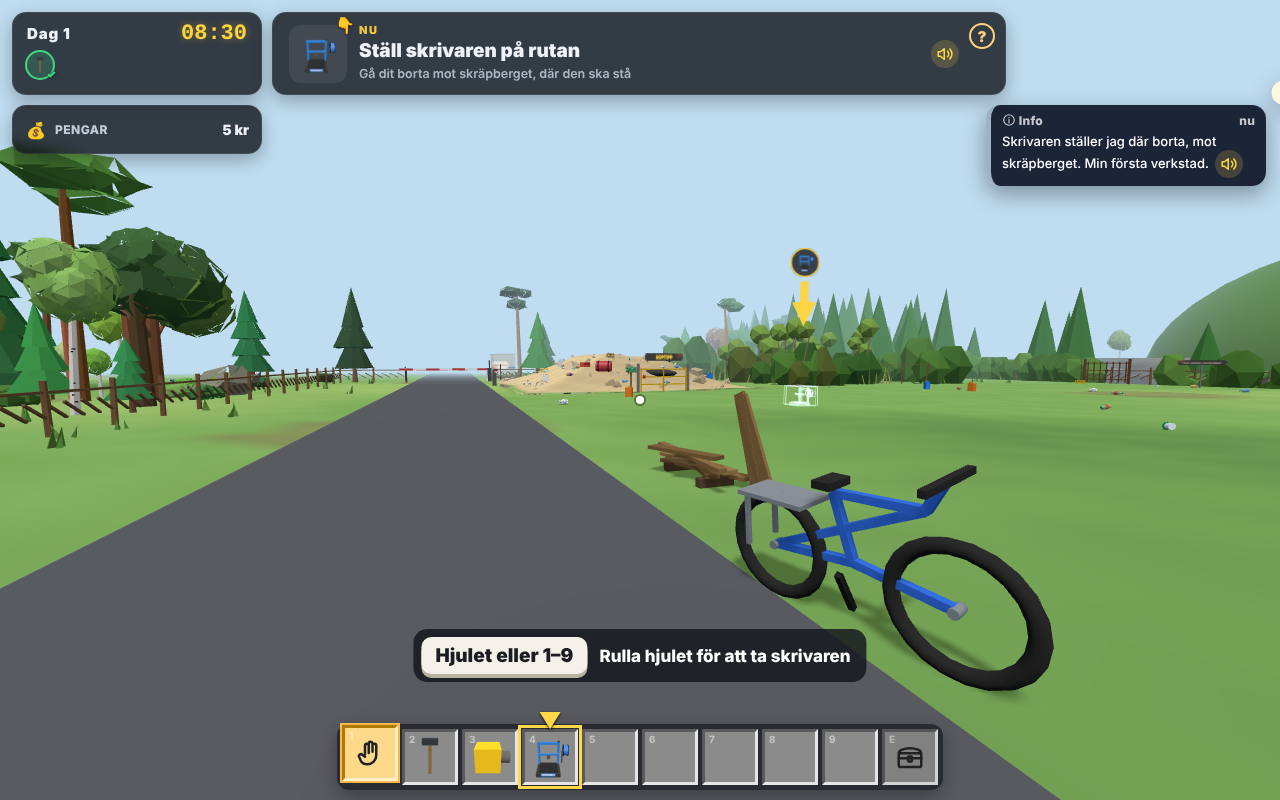 Dag 1
08:30
NU
Ställ skrivaren på rutan
Gå dit borta mot skräpberget, där den ska stå
?
PENGAR
5 kr
Info
nu
Skrivaren ställer jag där borta, mot
skräpberget. Min första verkstad.
Hjulet eller 1–9
Rulla hjulet för att ta skrivaren
1
2
3
4
5
6
7
8
9
E